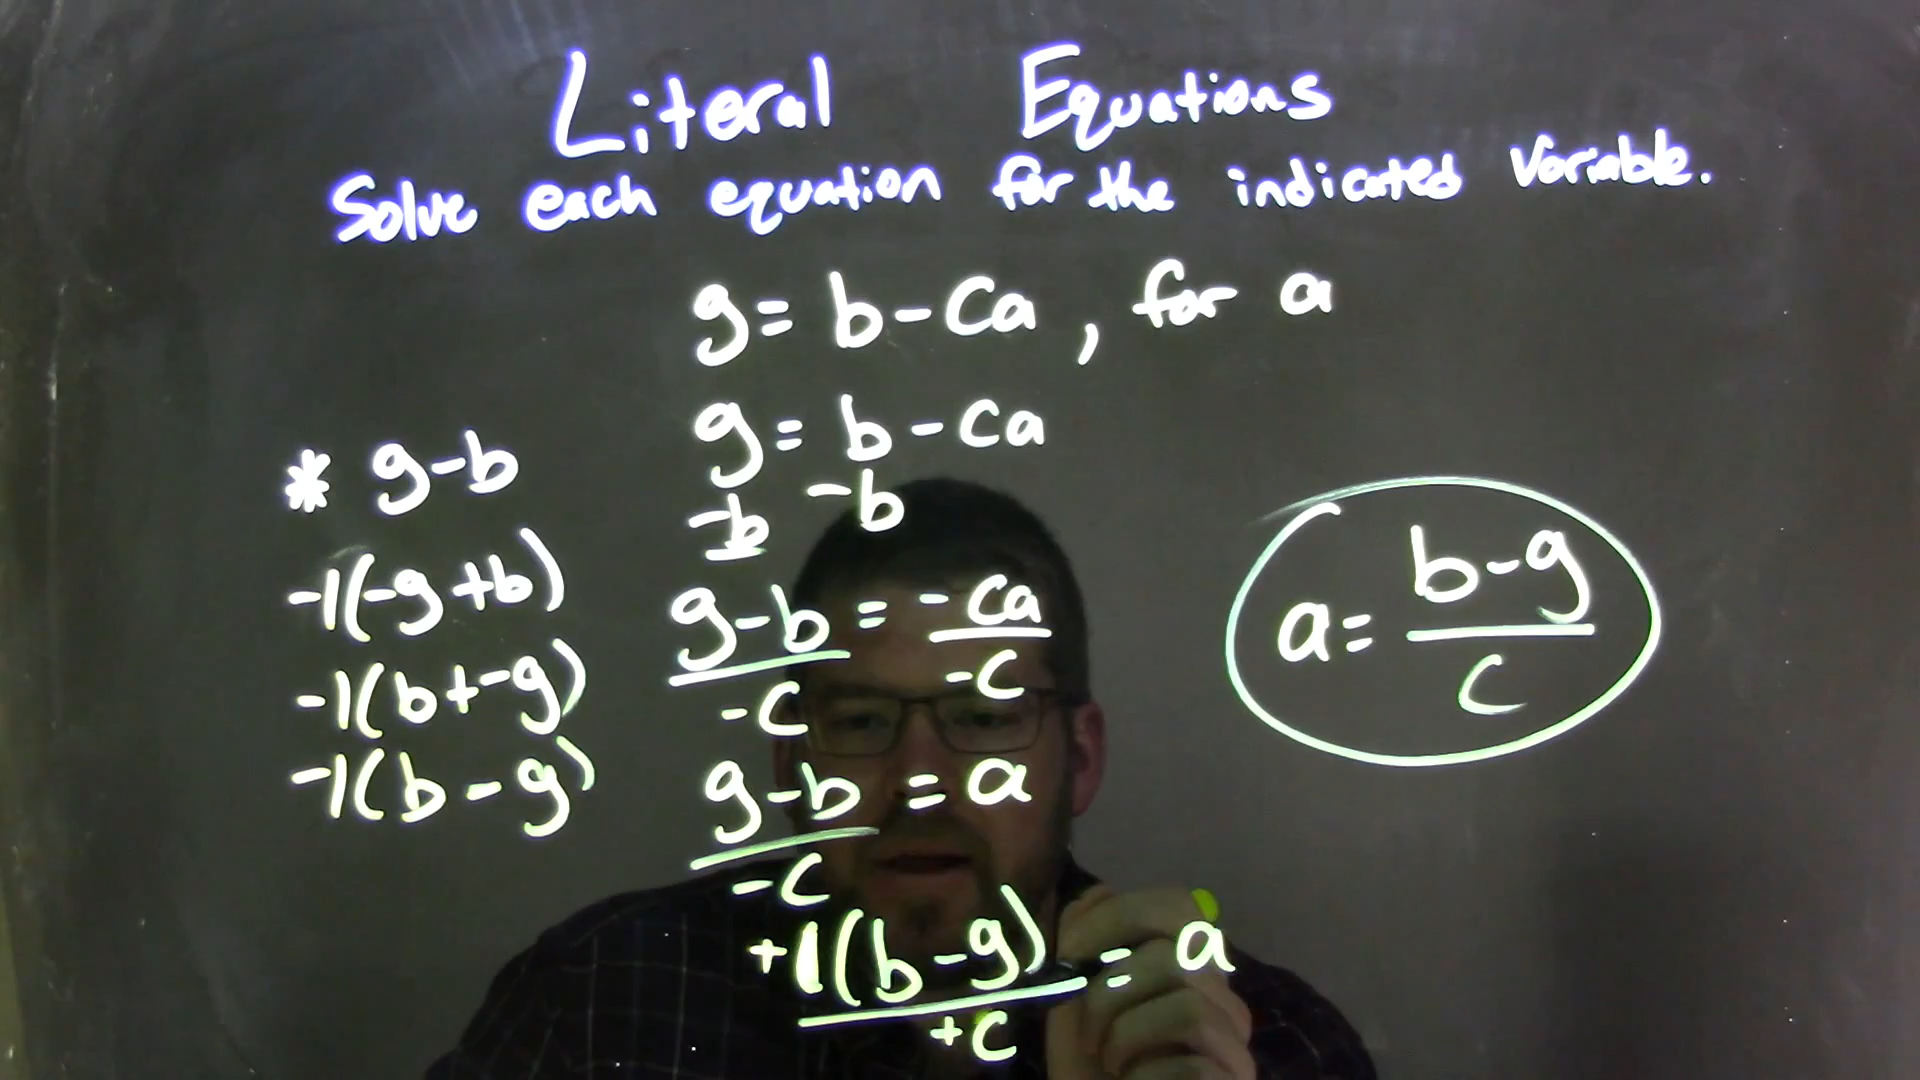 Literal Equations
Solve each equation for the indicated variable.
g = b - ca , for a
g = b - ca
-b -b
g-b = -ca
-c -c
g-b = a
-c
+1(b-g) = a
+c
* g-b
-1(-g+b)
-1(b+-g)
-1(b-g)
a = b-g
c